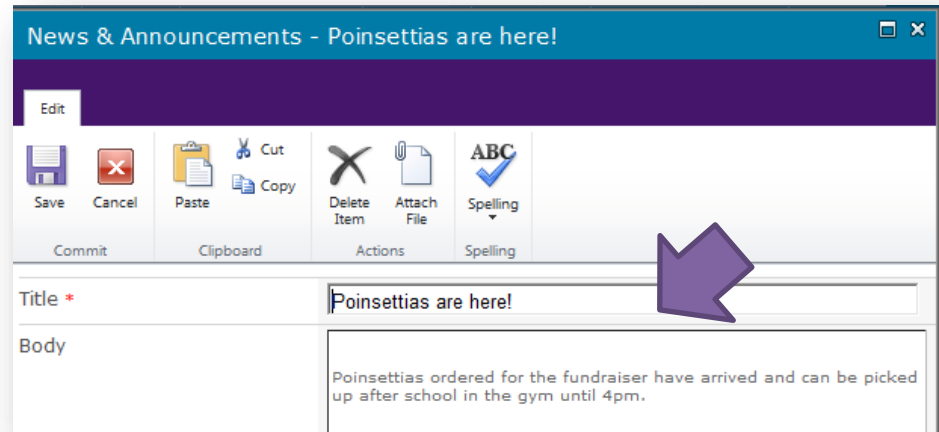 News & Announcements - Poinsettias are here!
Edit
Save
Cancel
Paste
Cut
Copy
Delete
Item
Attach
File
ABC
Spelling
Commit
Clipboard
Actions
Spelling
Title *
Poinsettias are here!
Body
Poinsettias ordered for the fundraiser have arrived and can be picked
up after school in the gym until 4pm.